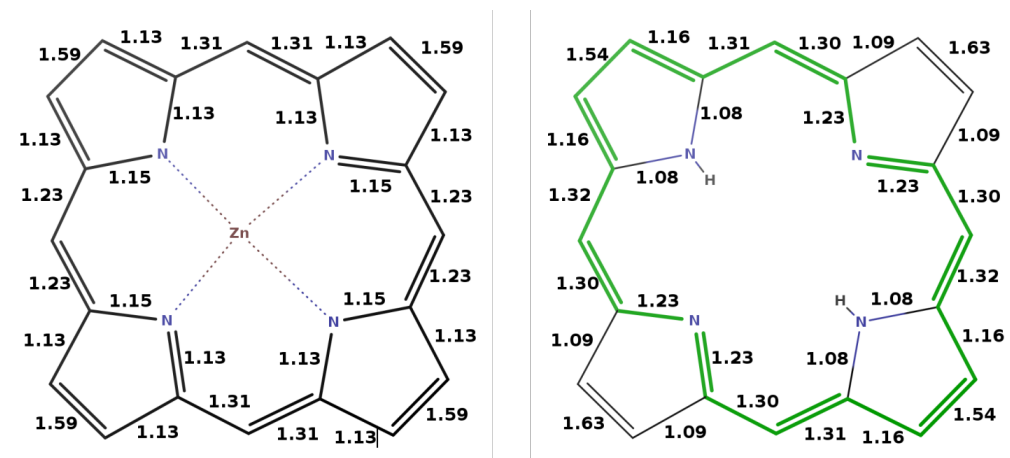 1.13 1.31 1.31 1.13
1.59 1.59
1.13 1.13
N N
1.13 1.13
1.15 1.15
1.23 1.23
Zn
1.23 1.23
1.15 1.15
N N
1.13 1.13
1.13 1.13
1.31
1.59 1.59
1.13 1.31 1.13
1.16 1.31 1.30 1.09
1.54 1.63
1.08 1.23
1.16 1.09
N N
1.08 H 1.23
1.32 1.30
1.30 1.32
1.23 H 1.08
N N
1.09 1.16
1.23 1.08
1.30
1.63 1.54
1.09 1.31 1.16